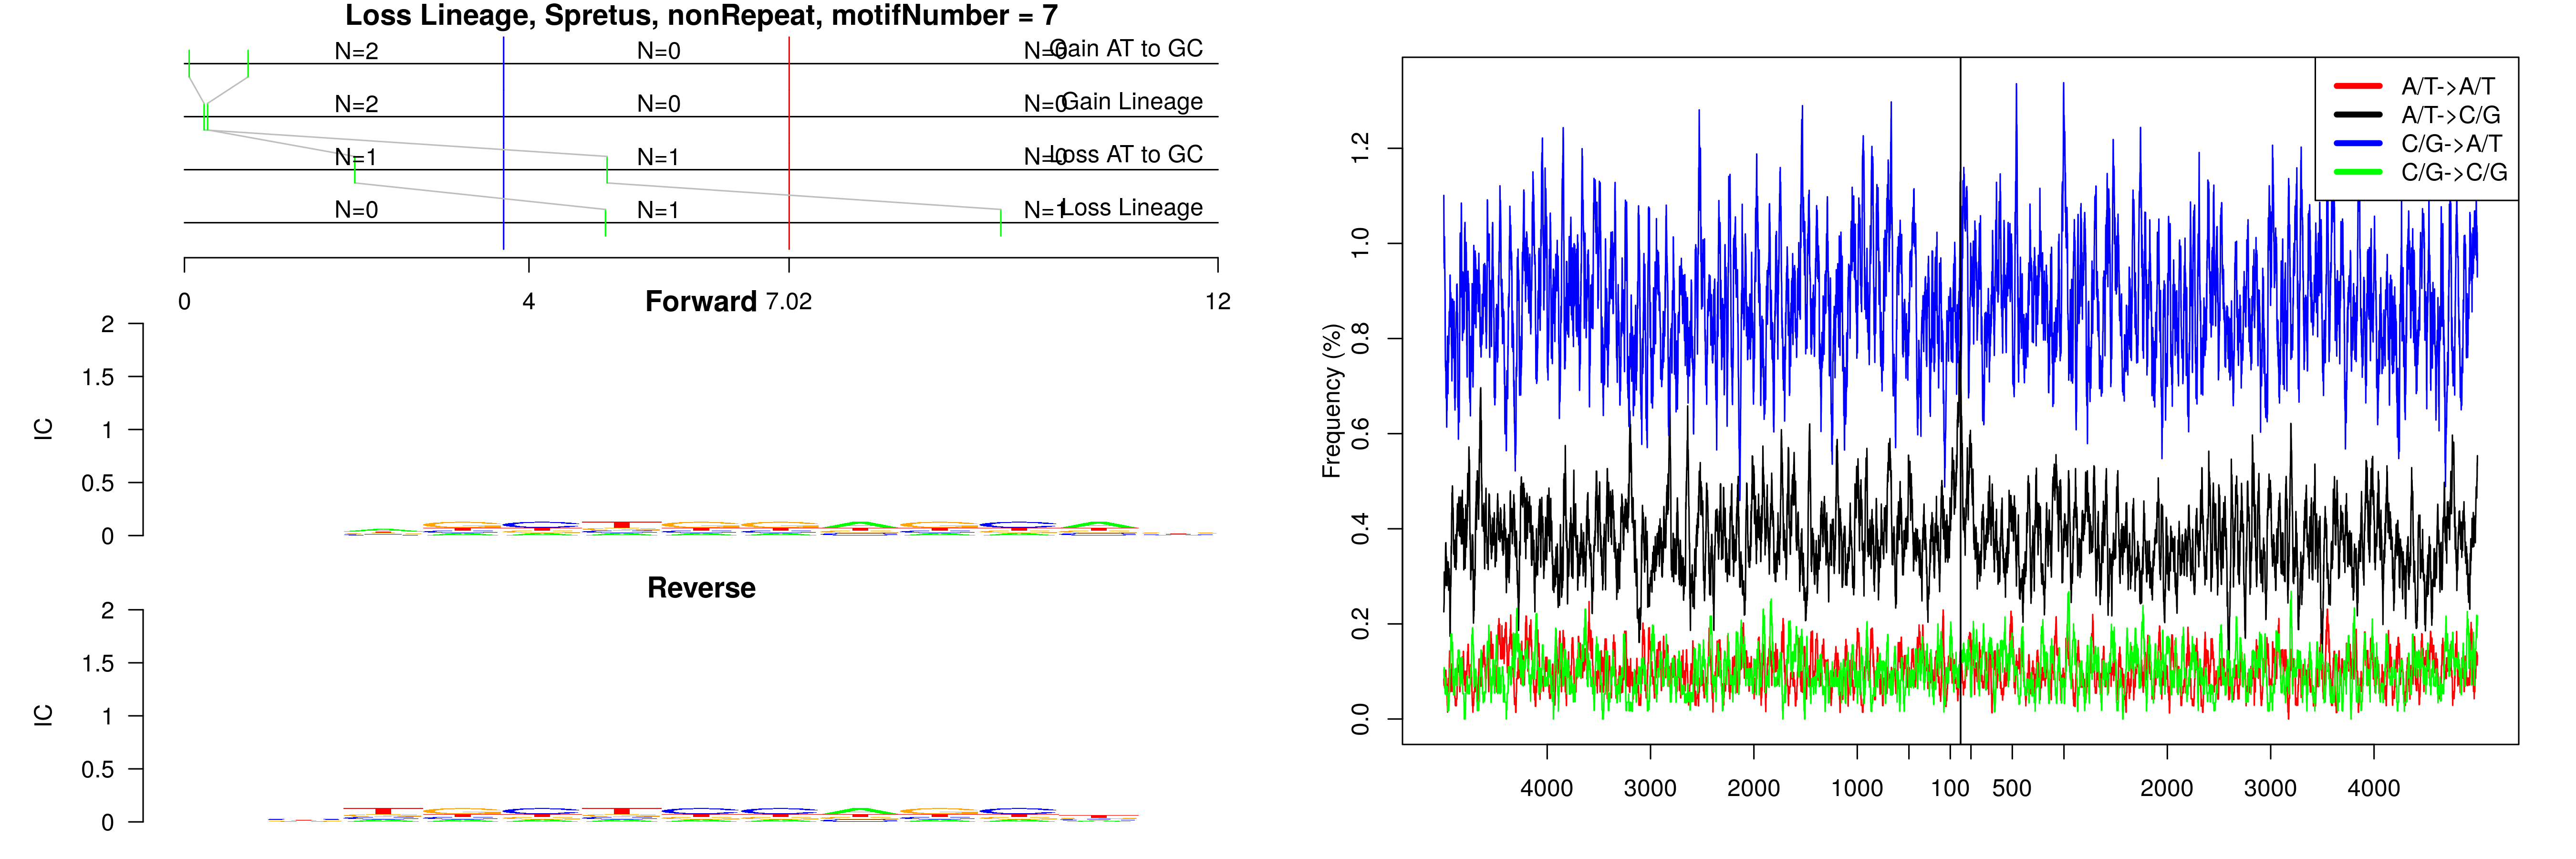 Loss Lineage, Spretus, nonRepeat, motifNumber = 7
N=2 N=0 N=0 Gain AT to GC
N=2 N=0 N=0 Gain Lineage
N=1 N=1 N=0 Loss AT to GC
N=0 N=1 N=1 Loss Lineage
0 4 7.02 12
Forward
IC
2
1.5
1
0.5
0
Reverse
IC
2
1.5
1
0.5
0
A/T->A/T
A/T->C/G
C/G->A/T
C/G->C/G
Frequency (%)
1.2
1.0
0.8
0.6
0.4
0.2
0.0
4000 3000 2000 1000 100 500 2000 3000 4000